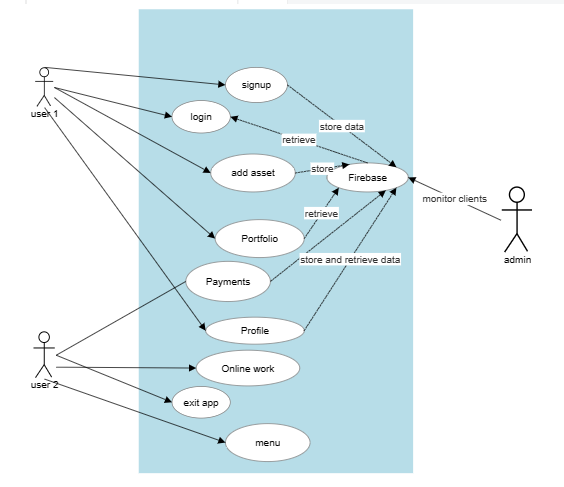 signup
user 1
login
store data
retrieve
add asset
store
Firebase
monitor clients
retrieve
Portfolio
admin
store and retrieve data
Payments
Profile
Online work
user 2
exit app
menu